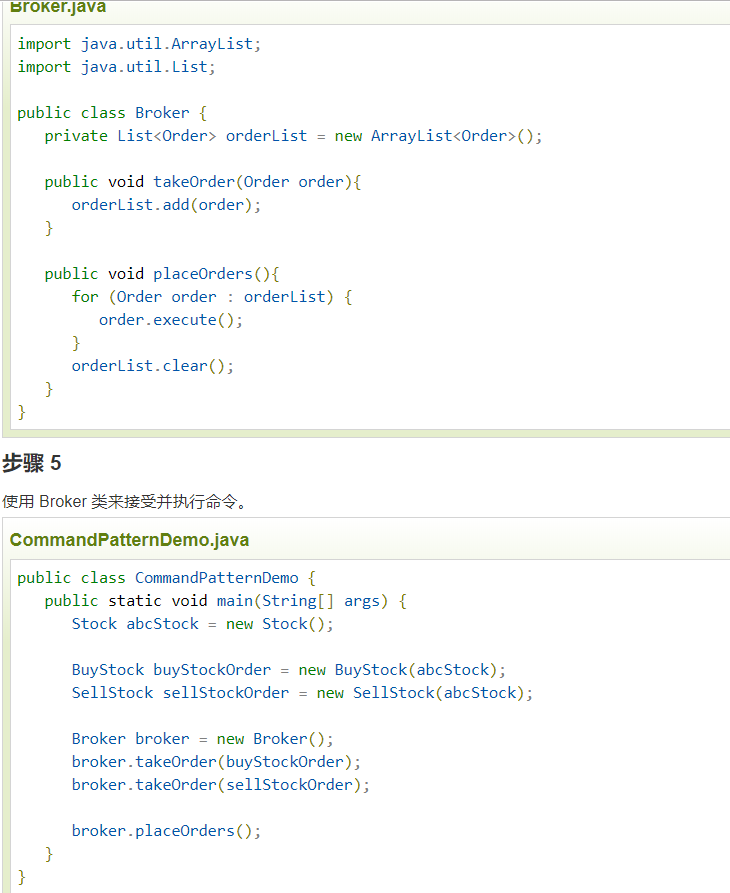 Broker.java
import java.util.ArrayList;
import java.util.List;
public class Broker {
   private List<Order> orderList = new ArrayList<Order>();
   public void takeOrder(Order order){
      orderList.add(order);
   }
   public void placeOrders(){
      for (Order order : orderList) {
         order.execute();
      }
      orderList.clear();
   }
}
步骤 5
使用 Broker 类来接受并执行命令。
CommandPatternDemo.java
public class CommandPatternDemo {
   public static void main(String[] args) {
      Stock abcStock = new Stock();
      BuyStock buyStockOrder = new BuyStock(abcStock);
      SellStock sellStockOrder = new SellStock(abcStock);
      Broker broker = new Broker();
      broker.takeOrder(buyStockOrder);
      broker.takeOrder(sellStockOrder);
      broker.placeOrders();
   }
}